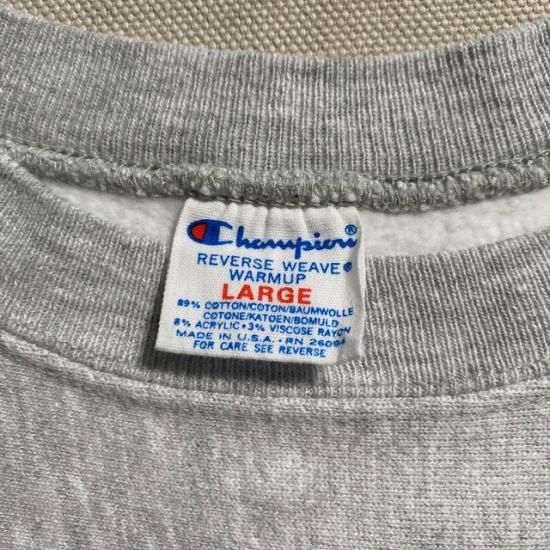 Champion®
REVERSE WEAVE®
WARMUP
LARGE
89% COTTON/COTON/BAUMWOLLE
COTONE/KATOEN/BOMULD
8% ACRYLIC•3% VISCOSE RAYON
MADE IN U.S.A.•RN 26094
FOR CARE SEE REVERSE